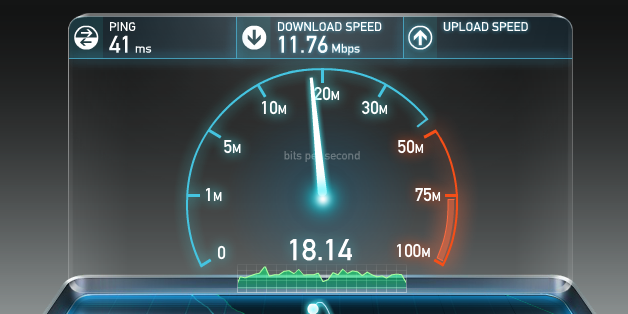 PING
41 ms
DOWNLOAD SPEED
11.76 Mbps
UPLOAD SPEED
0
1M
5M
10M
20M
30M
50M
75M
100M
bits per second
18.14